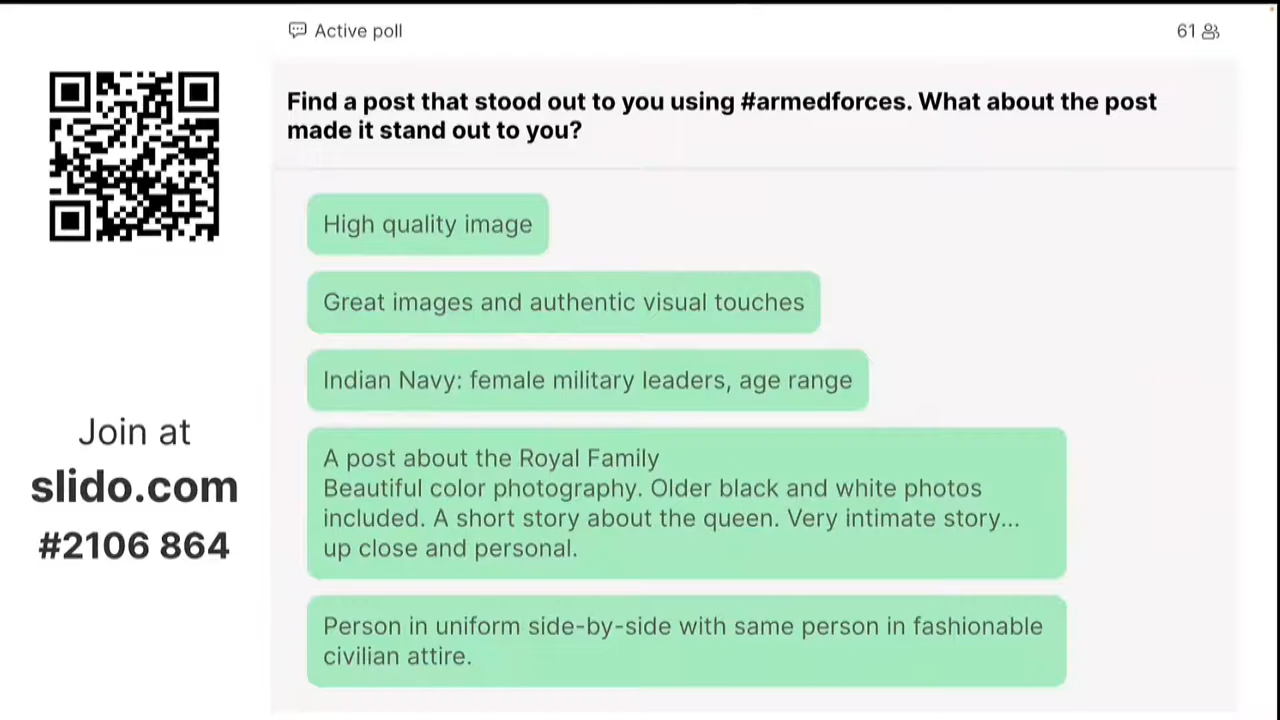 Active poll
61
Find a post that stood out to you using #armedforces. What about the post
made it stand out to you?
High quality image
Great images and authentic visual touches
Indian Navy: female military leaders, age range
A post about the Royal Family
Beautiful color photography. Older black and white photos
included. A short story about the queen. Very intimate story...
up close and personal.
Person in uniform side-by-side with same person in fashionable
civilian attire.
Join at
slido.com
#2106 864